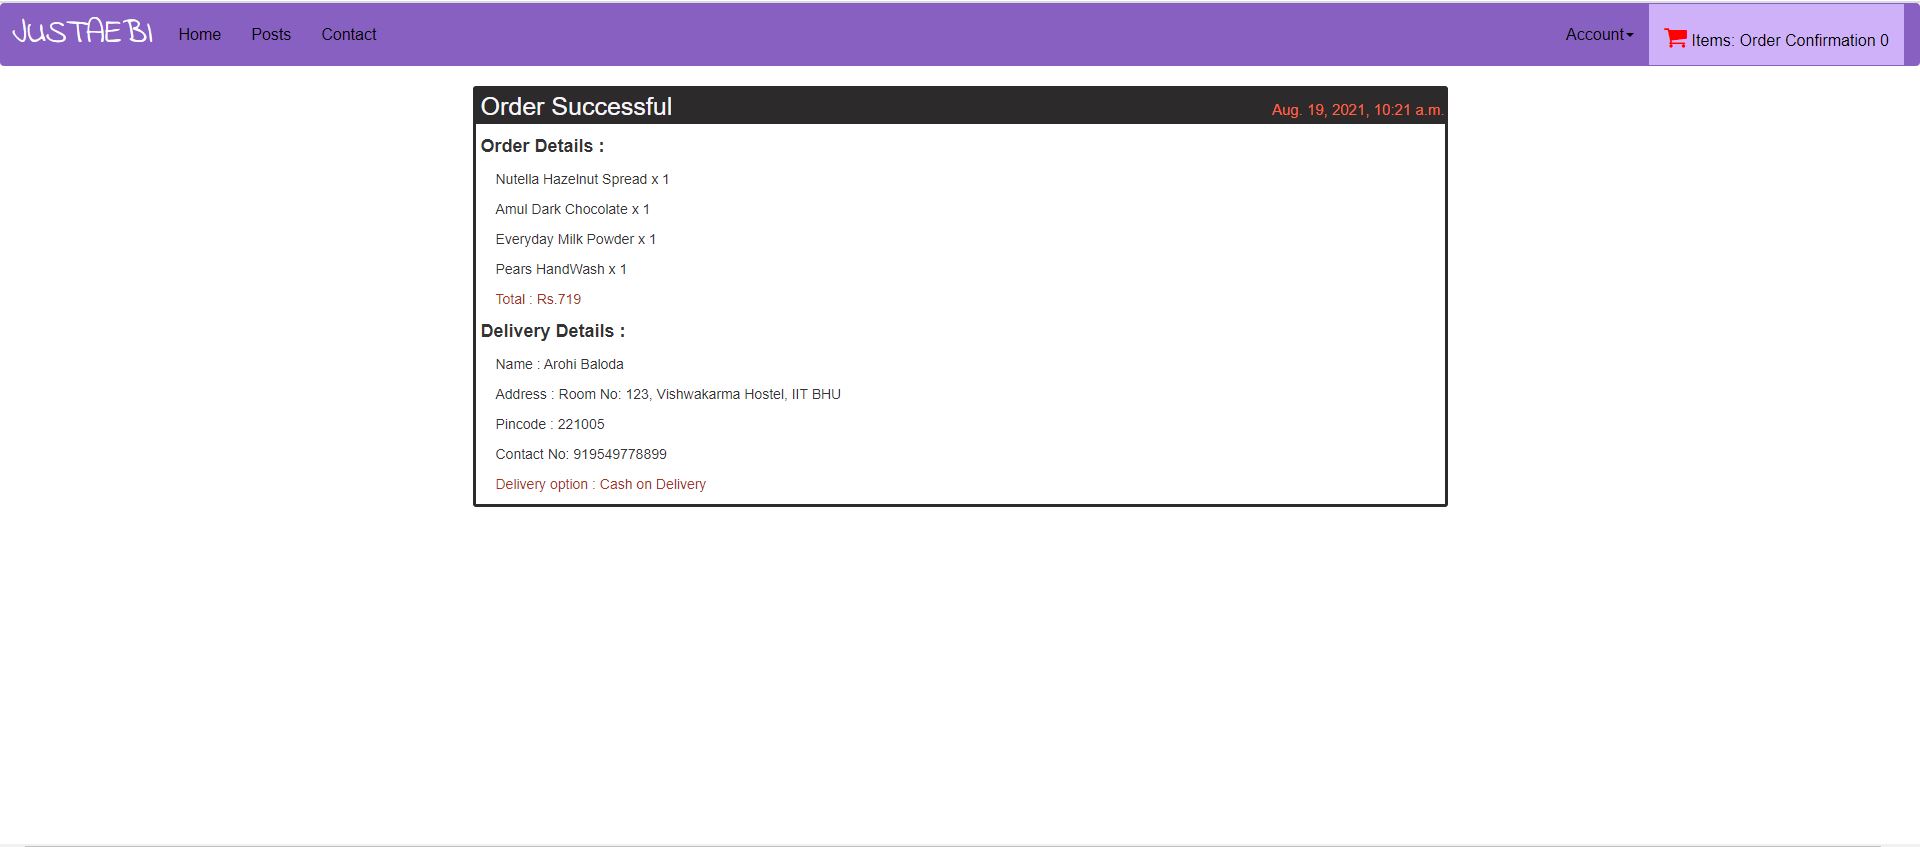 JUSTAEBI Home Posts Contact Account Items: Order Confirmation 0
Order Successful Aug. 19, 2021, 10:21 a.m.
Order Details :
Nutella Hazelnut Spread x 1
Amul Dark Chocolate x 1
Everyday Milk Powder x 1
Pears HandWash x 1
Total : Rs.719
Delivery Details :
Name : Arohi Baloda
Address : Room No: 123, Vishwakarma Hostel, IIT BHU
Pincode : 221005
Contact No: 919549778899
Delivery option : Cash on Delivery